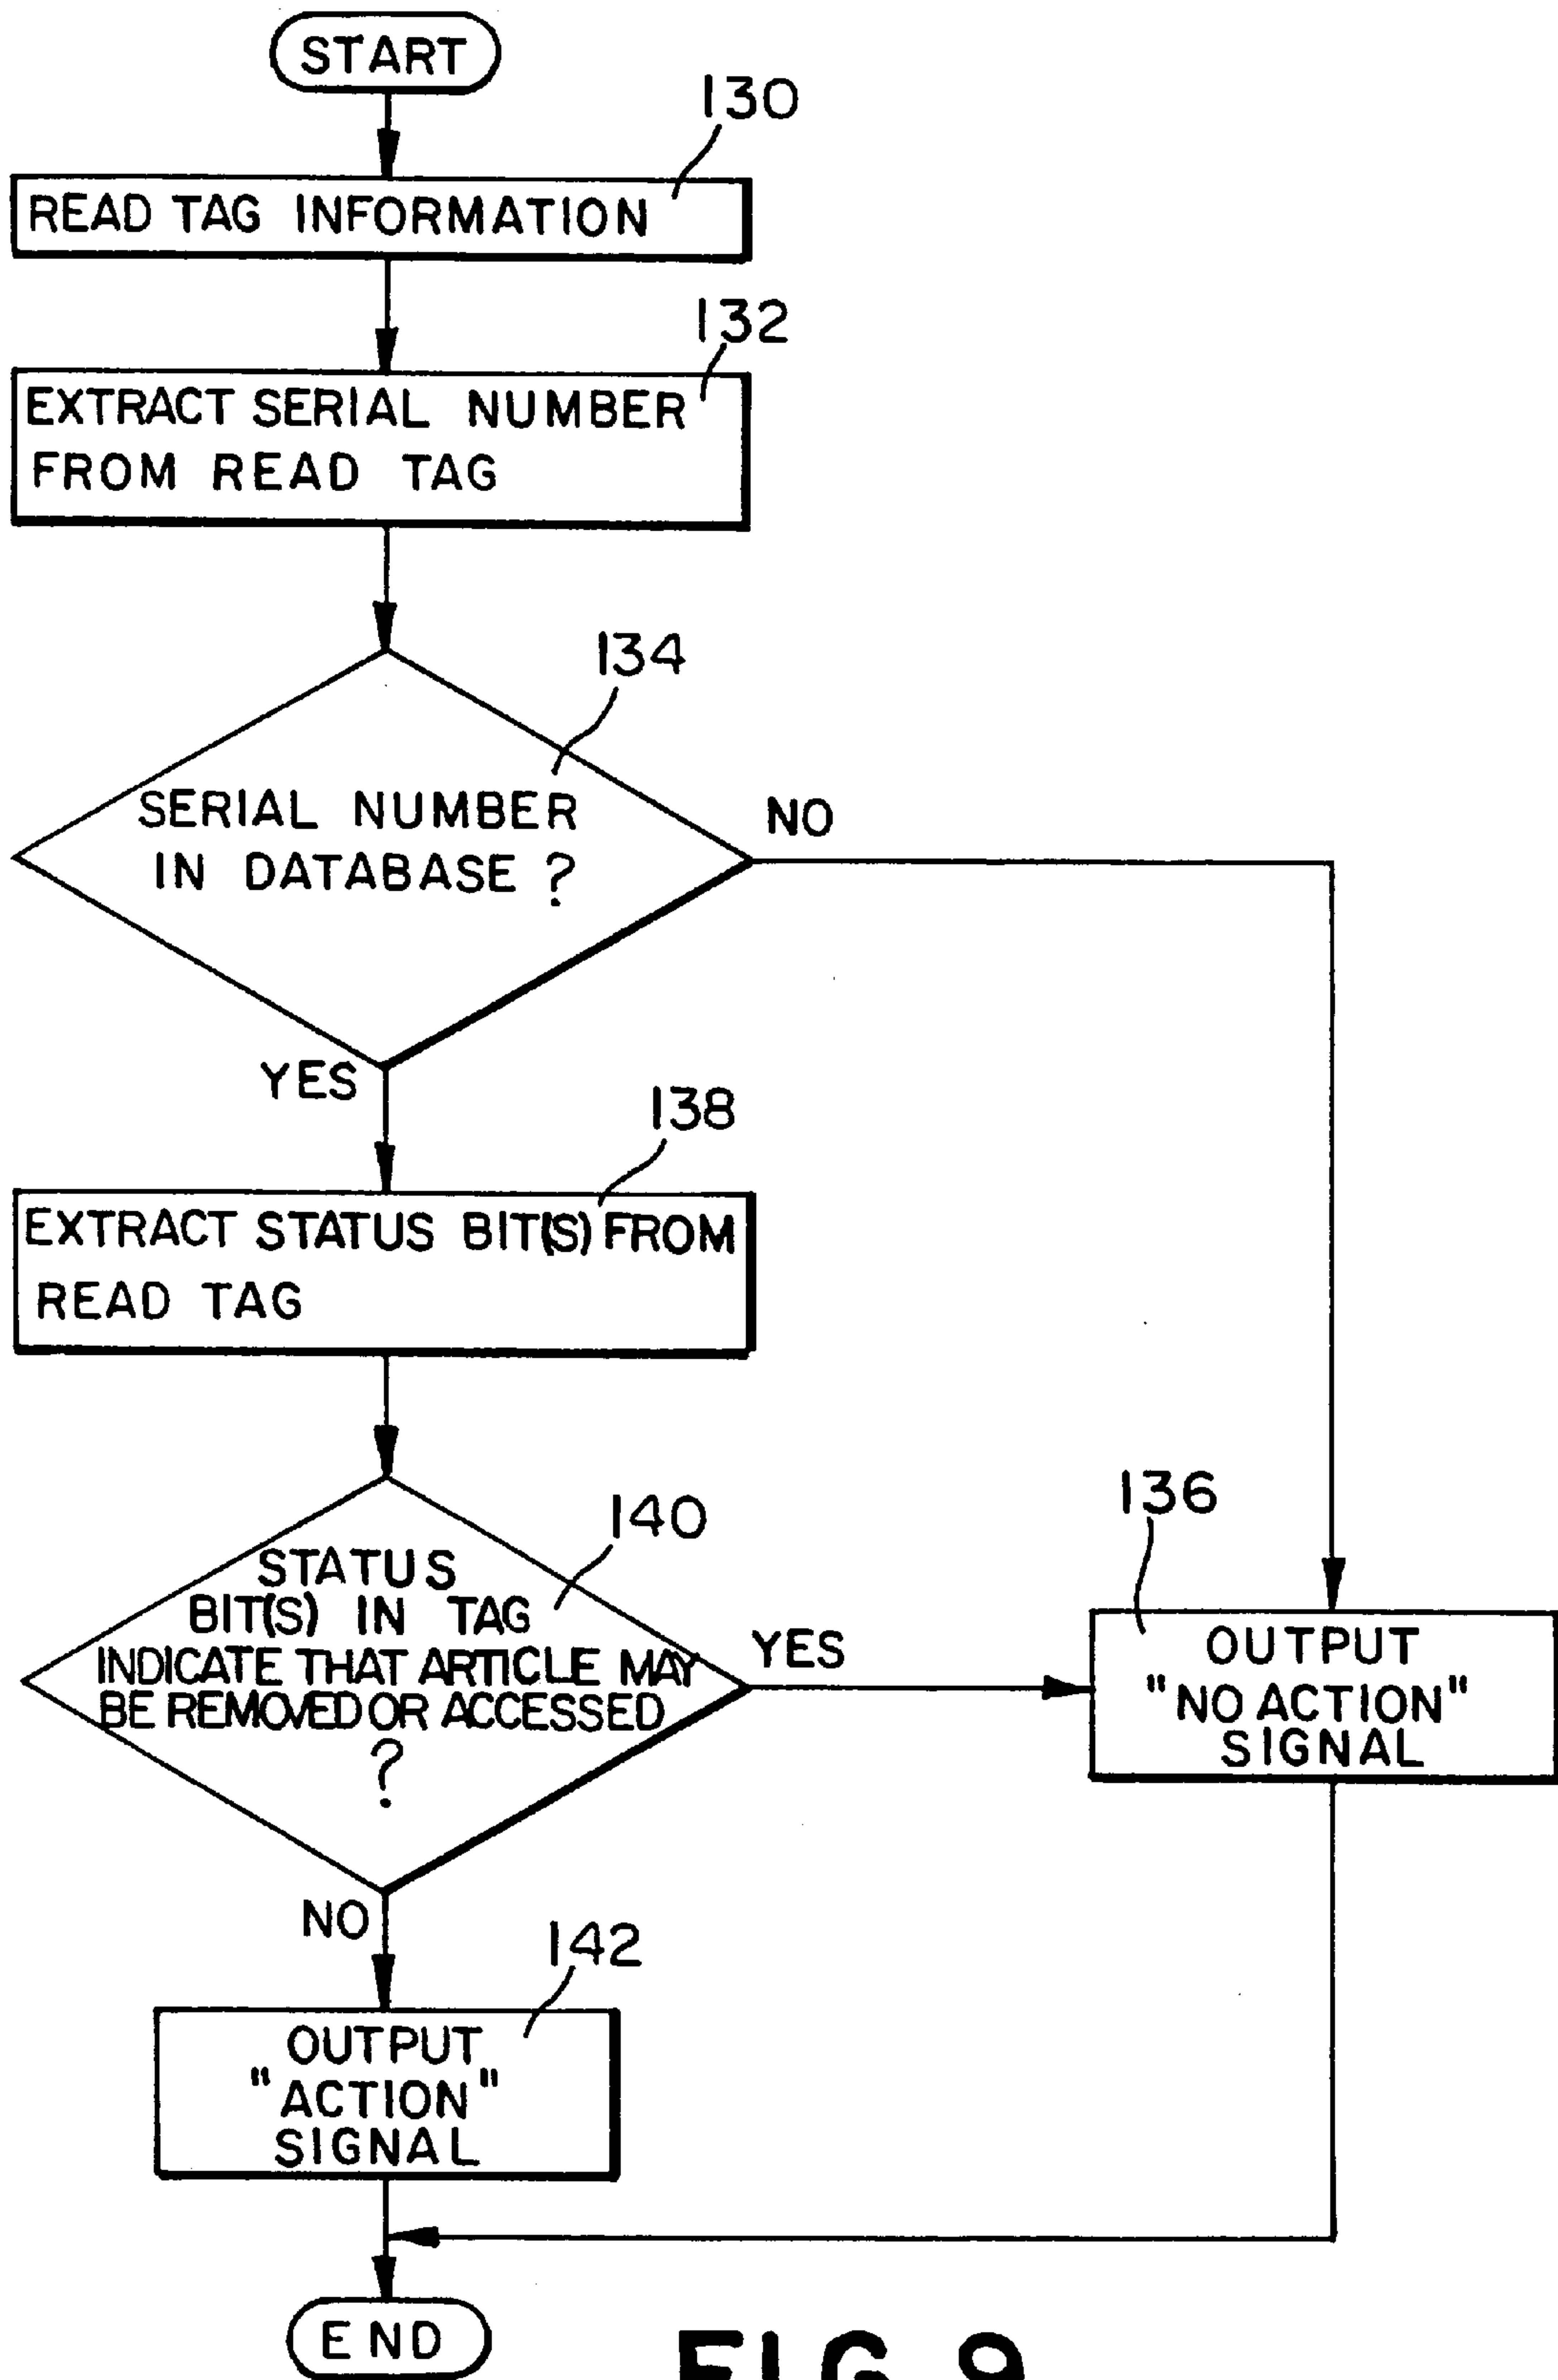 START
130
READ TAG INFORMATION
132
EXTRACT SERIAL NUMBER
FROM READ TAG
134
SERIAL NUMBER
IN DATABASE ?
NO
YES
138
EXTRACT STATUS BIT(S) FROM
READ TAG
140
STATUS
BIT(S) IN TAG
INDICATE THAT ARTICLE MAY
BE REMOVED OR ACCESSED
?
YES
136
OUTPUT
"NO ACTION"
SIGNAL
NO
142
OUTPUT
"ACTION"
SIGNAL
END
FIG. 9